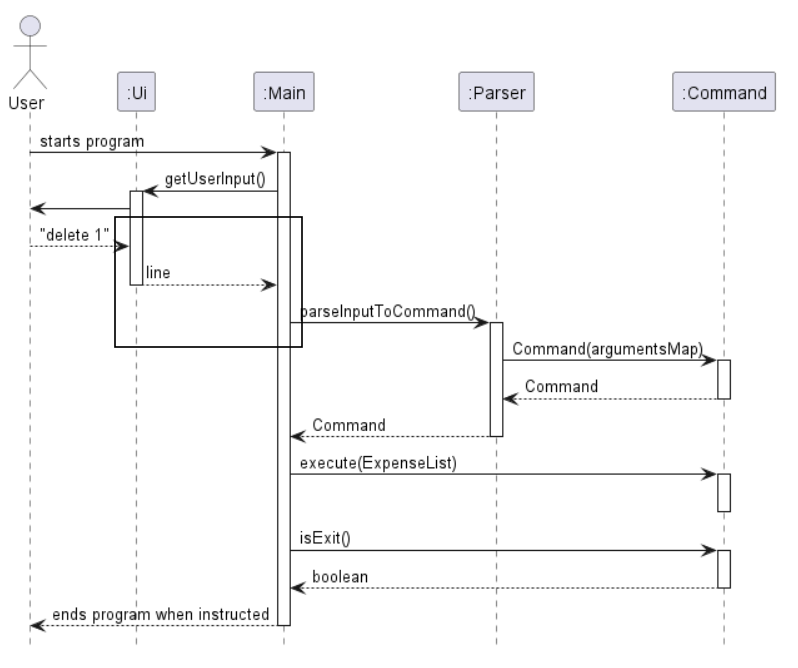 User
:Ui
:Main
:Parser
:Command
starts program
getUserInput()
"delete 1"
line
parseInputToCommand()
Command(argumentsMap)
Command
Command
execute(ExpenseList)
isExit()
boolean
ends program when instructed